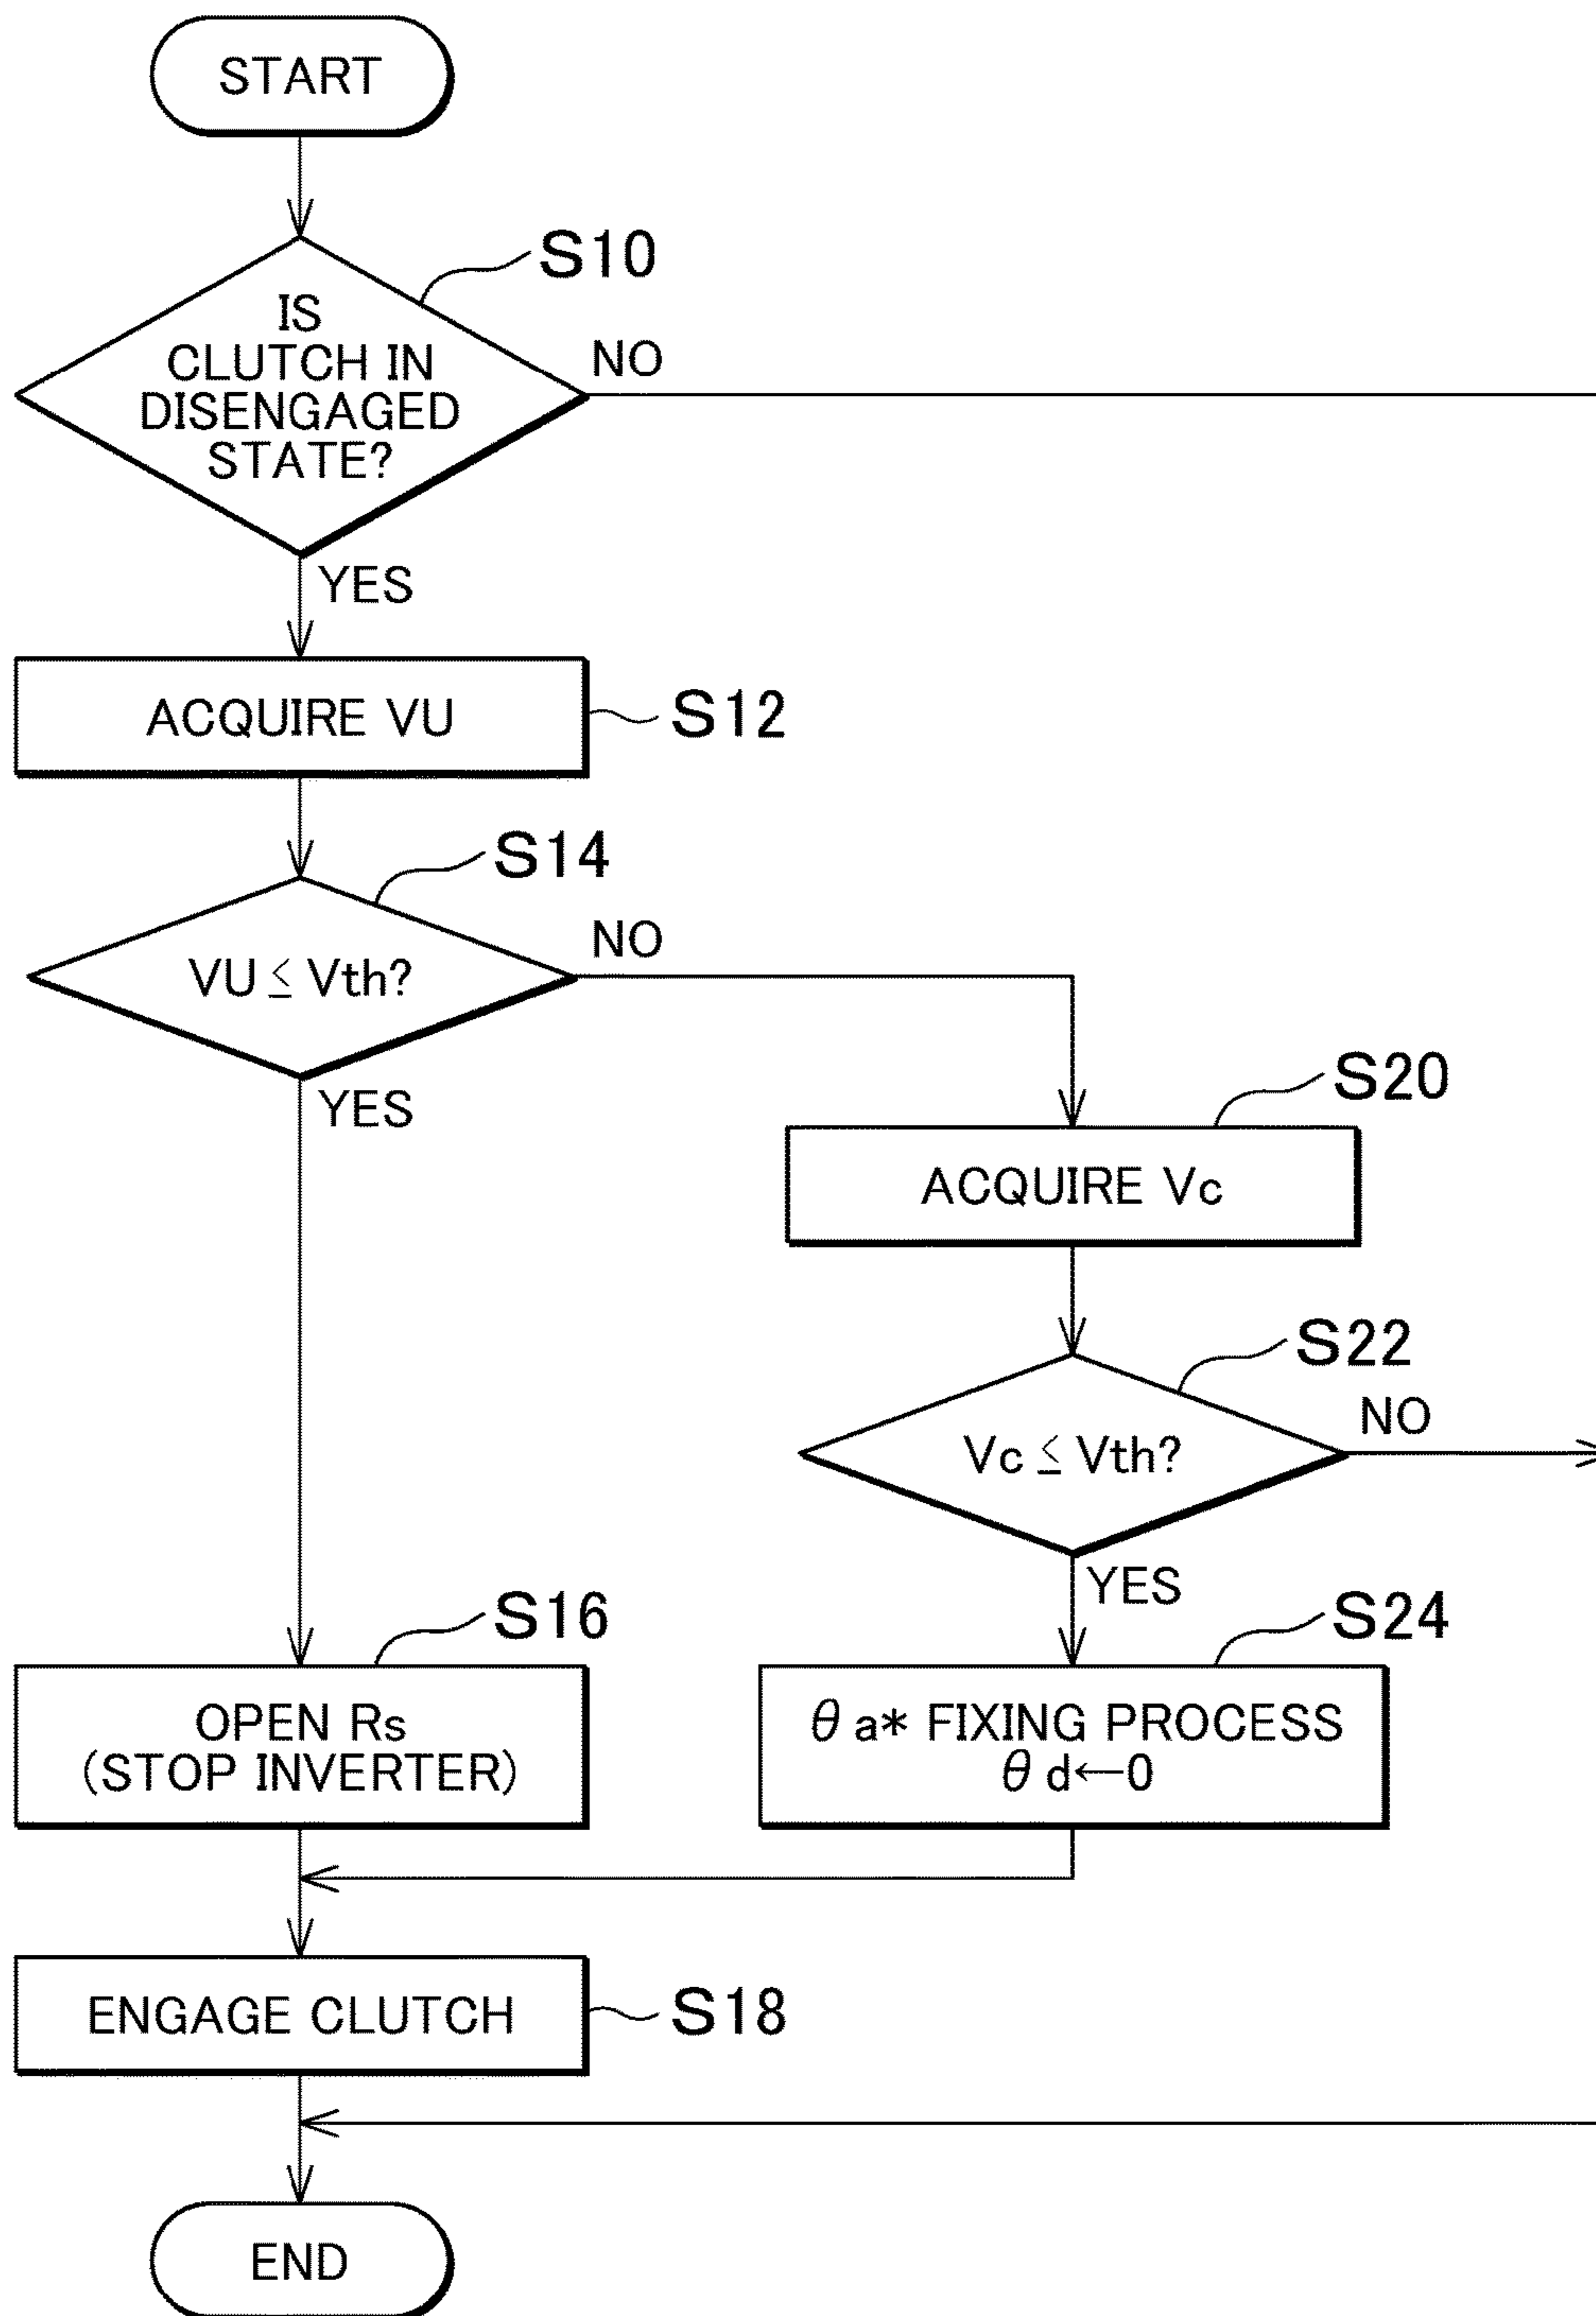 START
S10
IS
CLUTCH IN
DISENGAGED
STATE?
NO
YES
ACQUIRE VU
S12
S14
VU ≤ Vth?
NO
YES
S20
ACQUIRE Vc
S22
Vc ≤ Vth?
NO
YES
S16
OPEN Rs
(STOP INVERTER)
S24
θa* FIXING PROCESS
θd←0
ENGAGE CLUTCH
S18
END